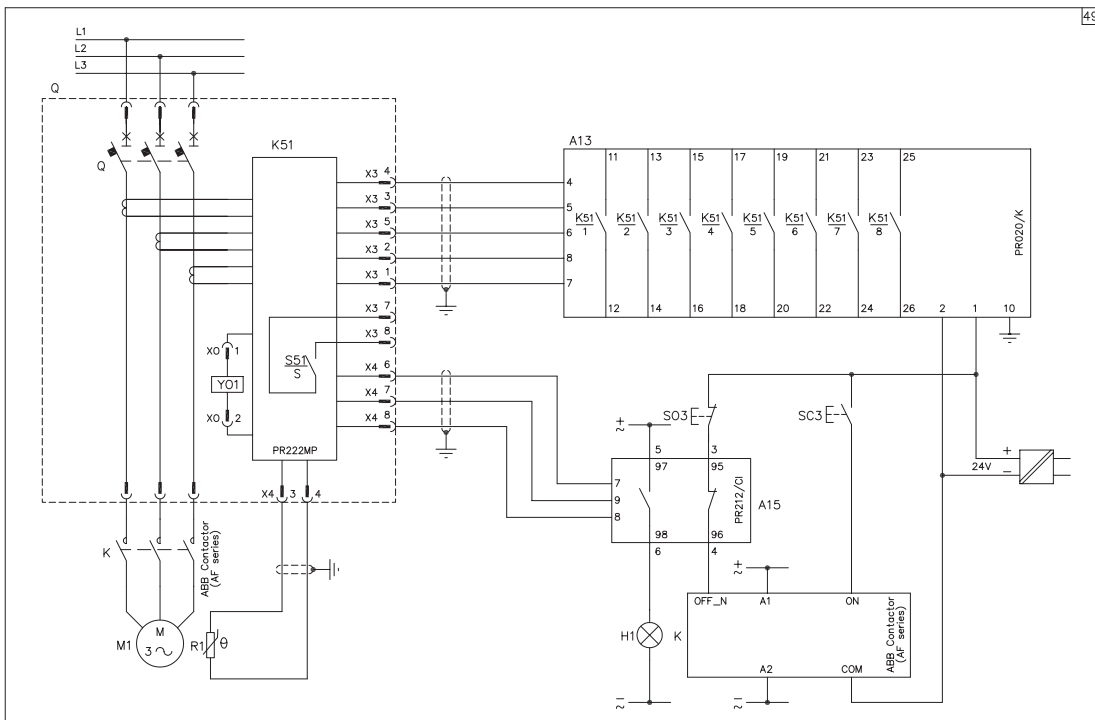 49
L1
L2
L3
Q
Q
K51
X3 4
X3 3
X3 5
X3 2
X3 1
X3 7
X3 8
S51
S
X4 6
X4 7
X4 8
X0 1
Y01
X0 2
PR222MP
X4 3 4
K
ABB Contactor
(AF series)
M1
M
3
R1
θ
A13
11 13 15 17 19 21 23 25
4
5
6
8
7
K51
1
K51
2
K51
3
K51
4
K51
5
K51
6
K51
7
K51
8
PR020/K
12 14 16 18 20 22 24 26 2 1 10
SO3
SC3
+
~
5 3
97 95
7
9
8
98 96
6 4
PR212/CI
A15
24V
+
−
+
~
OFF_N A1 ON
H1
K
ABB Contactor
(AF series)
A2 COM
−
~
−
~